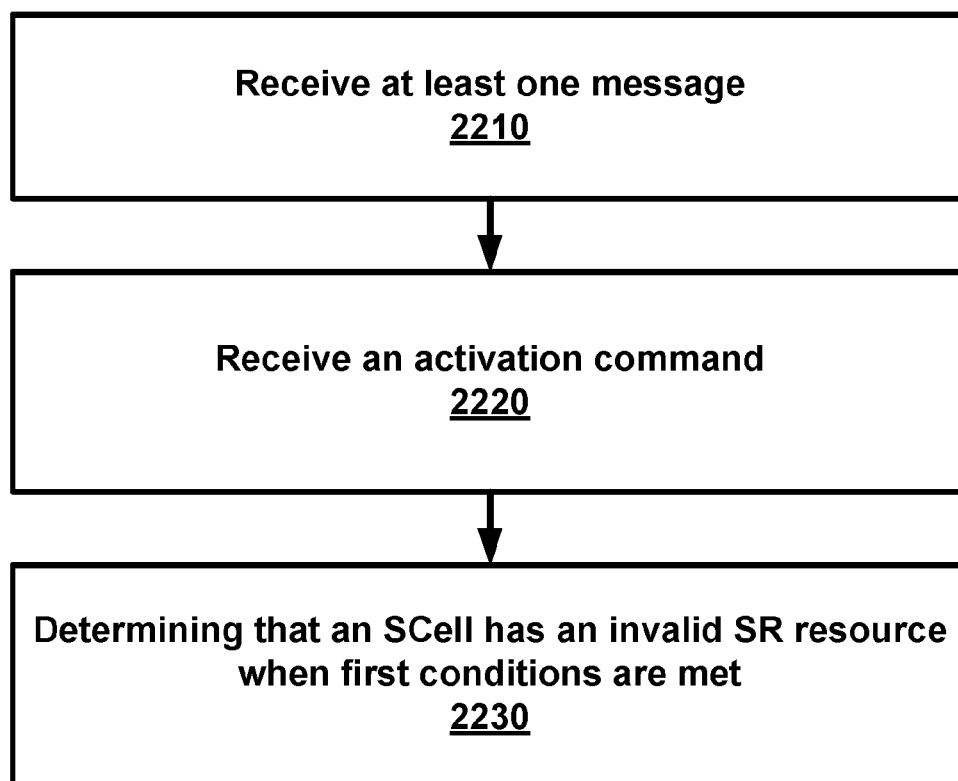 Receive at least one message
2210
Receive an activation command
2220
Determining that an SCell has an invalid SR resource
when first conditions are met
2230